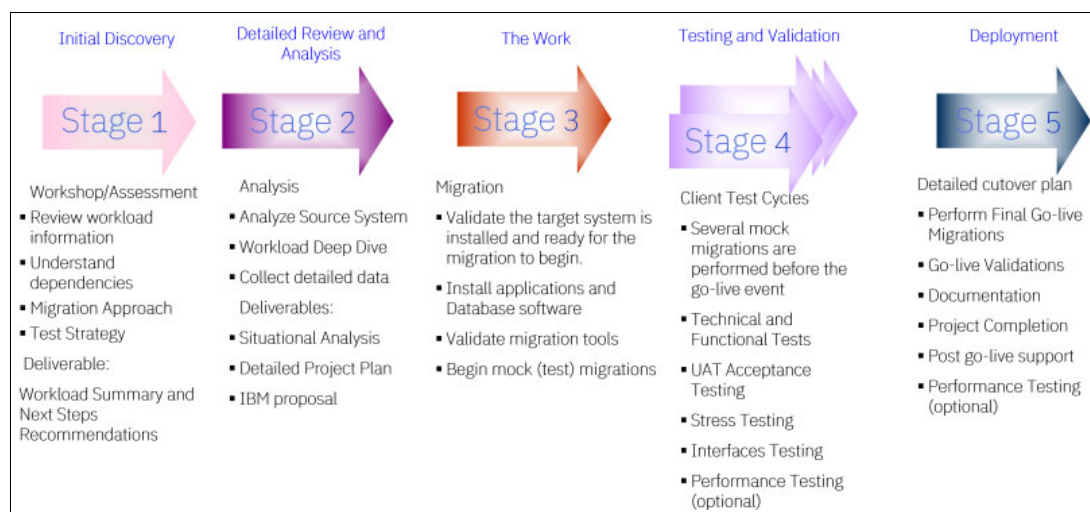 Initial Discovery
Stage 1
Workshop/Assessment
▪ Review workload
information
▪ Understand
dependencies
▪ Migration Approach
▪ Test Strategy
Deliverable:
Workload Summary and
Next Steps
Recommendations
Detailed Review and
Analysis
Stage 2
Analysis
▪ Analyze Source System
▪ Workload Deep Dive
▪ Collect detailed data
Deliverables:
▪ Situational Analysis
▪ Detailed Project Plan
▪ IBM proposal
The Work
Stage 3
Migration
▪ Validate the target system is
installed and ready for the
migration to begin.
▪ Install applications and
Database software
▪ Validate migration tools
▪ Begin mock (test) migrations
Testing and Validation
Stage 4
Client Test Cycles
▪ Several mock
migrations are
performed before the
go-live event
▪ Technical and
Functional Tests
▪ UAT Acceptance
Testing
▪ Stress Testing
▪ Interfaces Testing
▪ Performance Testing
(optional)
Deployment
Stage 5
Detailed cutover plan
▪ Perform Final Go-live
Migrations
▪ Go-live Validations
▪ Documentation
▪ Project Completion
▪ Post go-live support
▪ Performance Testing
(optional)